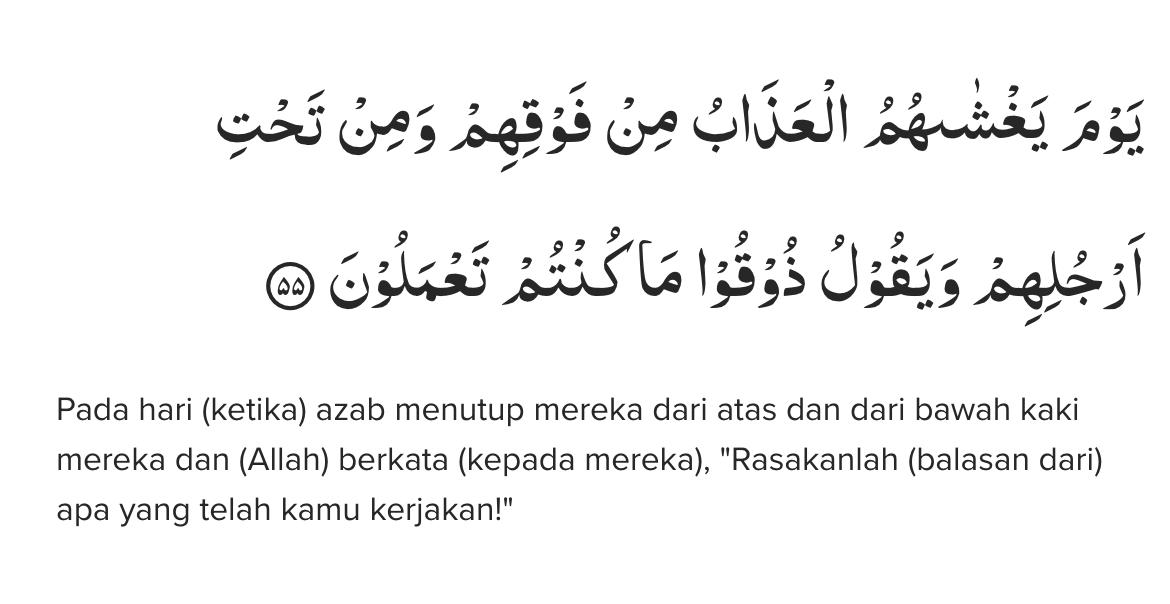 يَوْمَ يَغْشٰىهُمُ الْعَذَابُ مِنْ فَوْقِهِمْ وَمِنْ تَحْتِ
اَرْجُلِهِمْ وَيَقُوْلُ ذُوْقُوْا مَا كُنْتُمْ تَعْمَلُوْنَ ۵۵
Pada hari (ketika) azab menutup mereka dari atas dan dari bawah kaki
mereka dan (Allah) berkata (kepada mereka), "Rasakanlah (balasan dari)
apa yang telah kamu kerjakan!"